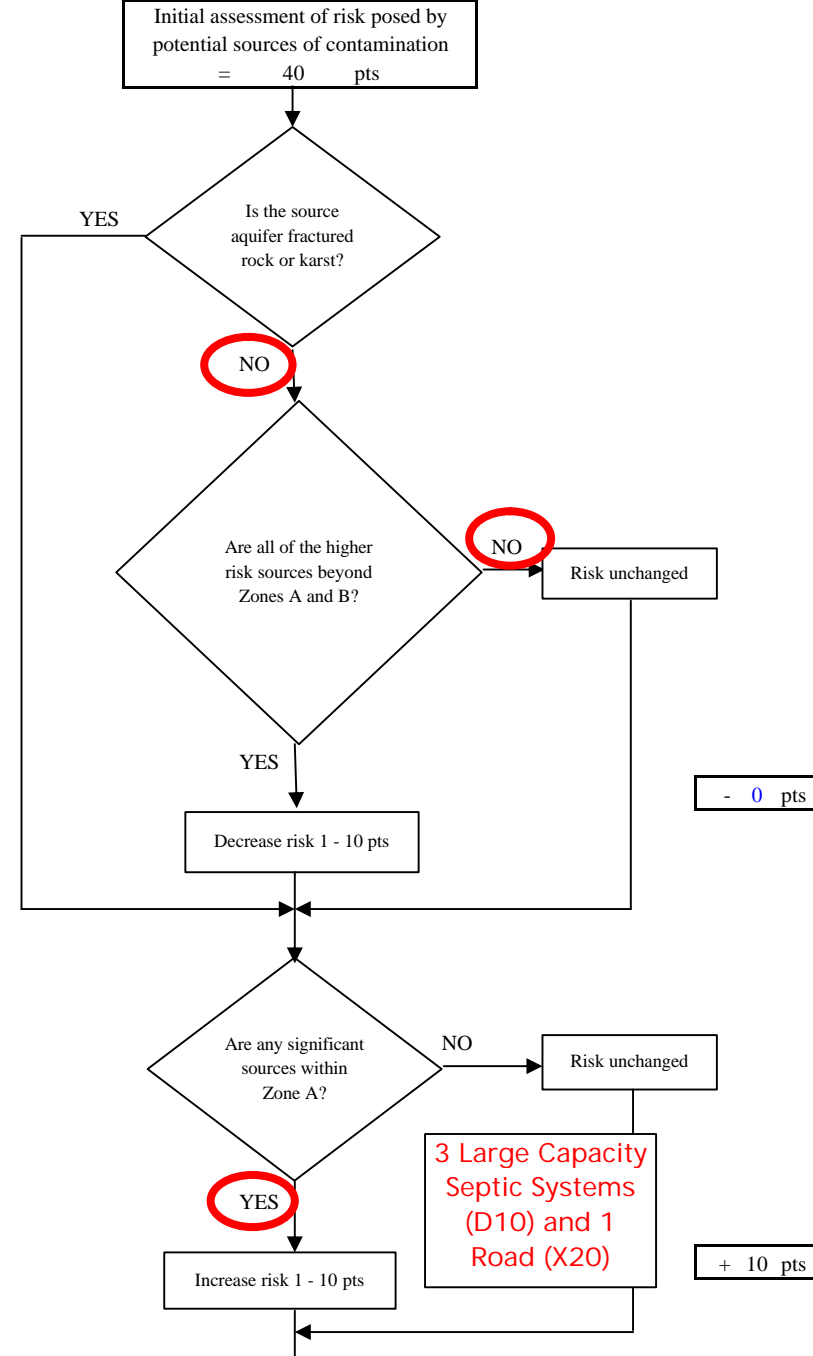 Initial assessment of risk posed by
potential sources of contamination
= 40 pts
YES
Is the source
aquifer fractured
rock or karst?
NO
Are all of the higher
risk sources beyond
Zones A and B?
NO
Risk unchanged
YES
- 0 pts
Decrease risk 1 - 10 pts
Are any significant
sources within
Zone A?
NO
Risk unchanged
3 Large Capacity
Septic Systems
(D10) and 1
Road (X20)
YES
+ 10 pts
Increase risk 1 - 10 pts